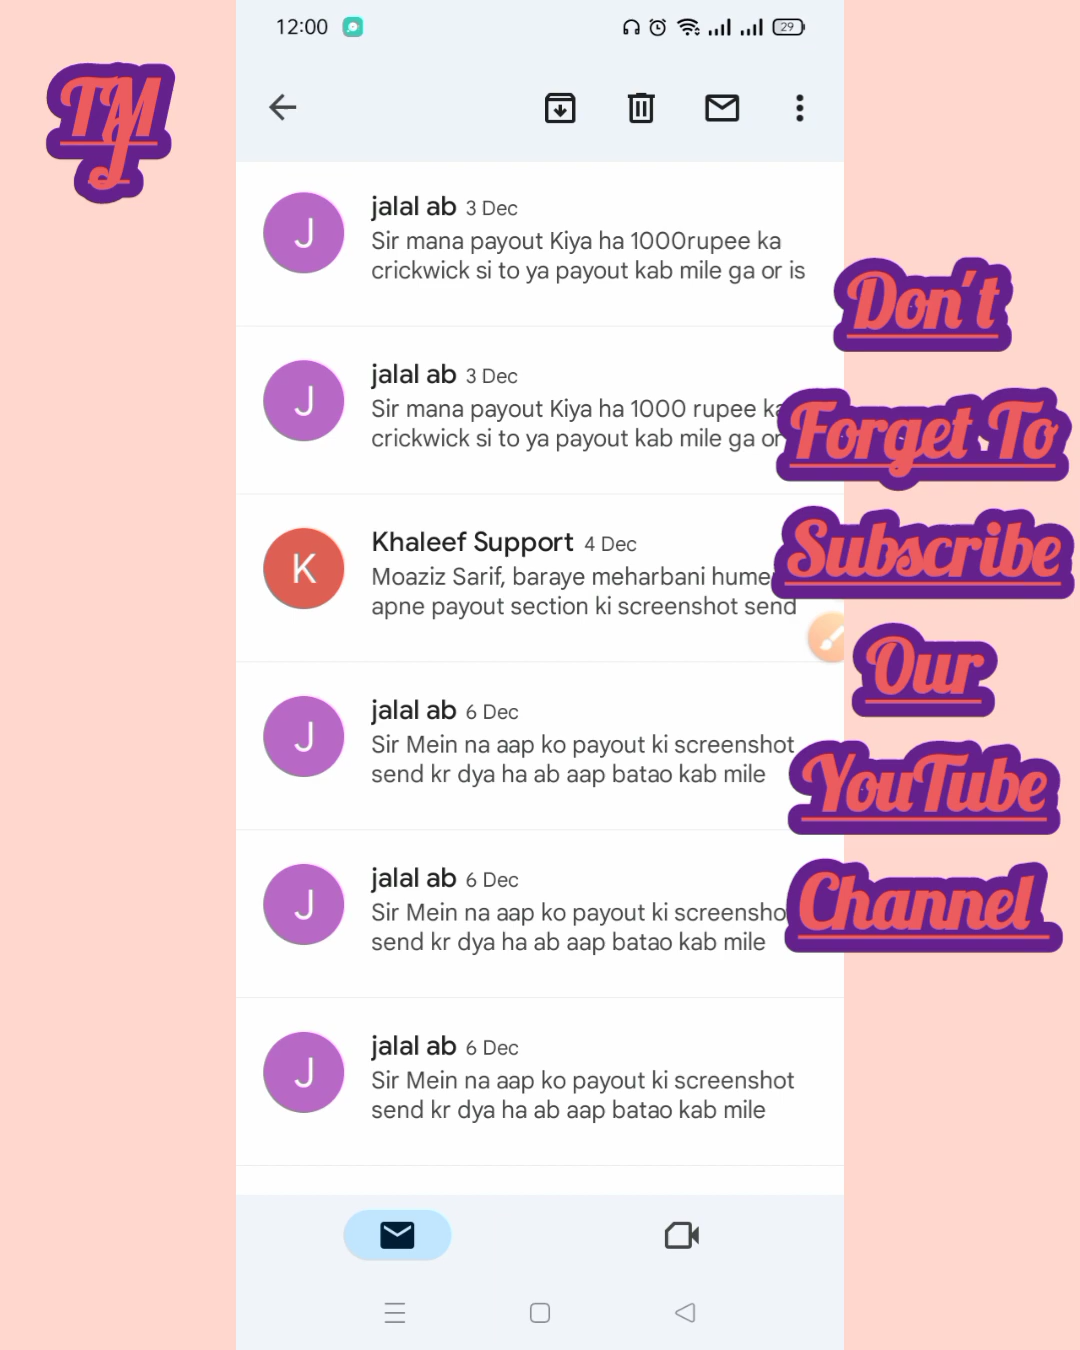 12:00
29
TMJ
jalal ab 3 Dec
Sir mana payout Kiya ha 1000rupee ka
crickwick si to ya payout kab mile ga or is
jalal ab 3 Dec
Sir mana payout Kiya ha 1000 rupee ka
crickwick si to ya payout kab mile ga or
Khaleef Support 4 Dec
Moaziz Sarif, baraye meharbani hume
apne payout section ki screenshot send
jalal ab 6 Dec
Sir Mein na aap ko payout ki screenshot
send kr dya ha ab aap batao kab mile
jalal ab 6 Dec
Sir Mein na aap ko payout ki screensho
send kr dya ha ab aap batao kab mile
jalal ab 6 Dec
Sir Mein na aap ko payout ki screenshot
send kr dya ha ab aap batao kab mile
J
J
K
J
J
J
Don't
Forget To
Subscribe
Our
YouTube
Channel